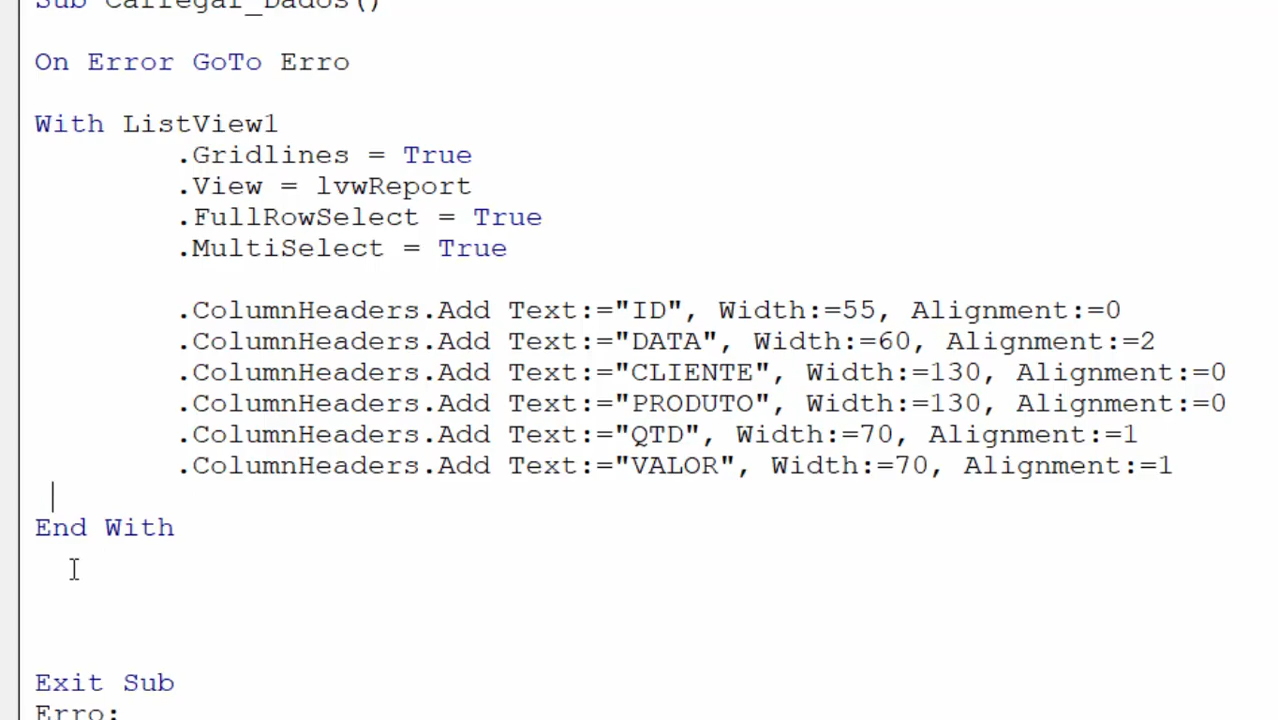 Sub Carregar_Dados()
On Error GoTo Erro
With ListView1
.Gridlines = True
.View = lvwReport
.FullRowSelect = True
.MultiSelect = True
.ColumnHeaders.Add Text:="ID", Width:=55, Alignment:=0
.ColumnHeaders.Add Text:="DATA", Width:=60, Alignment:=2
.ColumnHeaders.Add Text:="CLIENTE", Width:=130, Alignment:=0
.ColumnHeaders.Add Text:="PRODUTO", Width:=130, Alignment:=0
.ColumnHeaders.Add Text:="QTD", Width:=70, Alignment:=1
.ColumnHeaders.Add Text:="VALOR", Width:=70, Alignment:=1
End With
Exit Sub
Erro: